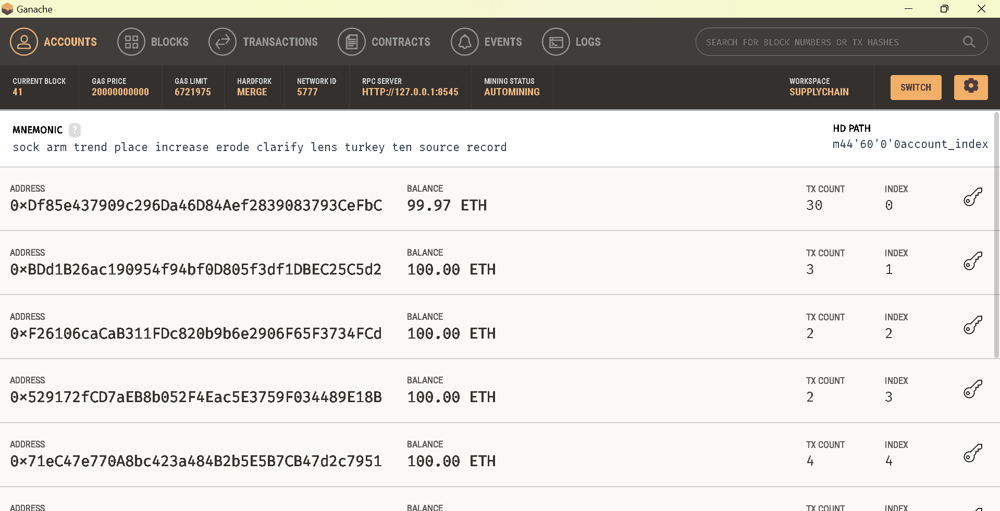 Ganache
ACCOUNTS BLOCKS TRANSACTIONS CONTRACTS EVENTS LOGS SEARCH FOR BLOCK NUMBERS OR TX HASHES
CURRENT BLOCK GAS PRICE GAS LIMIT HARDFORK NETWORK ID RPC SERVER MINING STATUS WORKSPACE
41 20000000000 6721975 MERGE 5777 HTTP://127.0.0.1:8545 AUTOMINING SUPPLYCHAIN SWITCH
MNEMONIC ? HD PATH
sock arm trend place increase erode clarify lens turkey ten source record m44'60'0'0account_index
ADDRESS BALANCE TX COUNT INDEX
0×Df85e437909c296Da46D84Aef2839083793CeFbC 99.97 ETH 30 0
ADDRESS BALANCE TX COUNT INDEX
0×BDd1B26ac190954f94bf0D805f3df1DBEC25C5d2 100.00 ETH 3 1
ADDRESS BALANCE TX COUNT INDEX
0×F26106caCaB311FDc820b9b6e2906F65F3734FCd 100.00 ETH 2 2
ADDRESS BALANCE TX COUNT INDEX
0×529172fCD7aEB8b052F4Eac5E3759F034489E18B 100.00 ETH 2 3
ADDRESS BALANCE TX COUNT INDEX
0×71eC47e770A8bc423a484B2b5E5B7CB47d2c7951 100.00 ETH 4 4
ADDRESS BALANCE TX COUNT INDEX